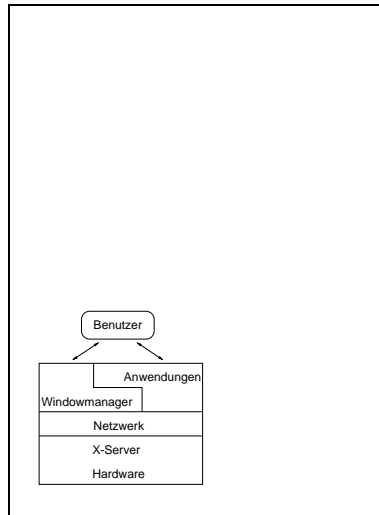 Benutzer
Anwendungen
Windowmanager
Netzwerk
X-Server
Hardware